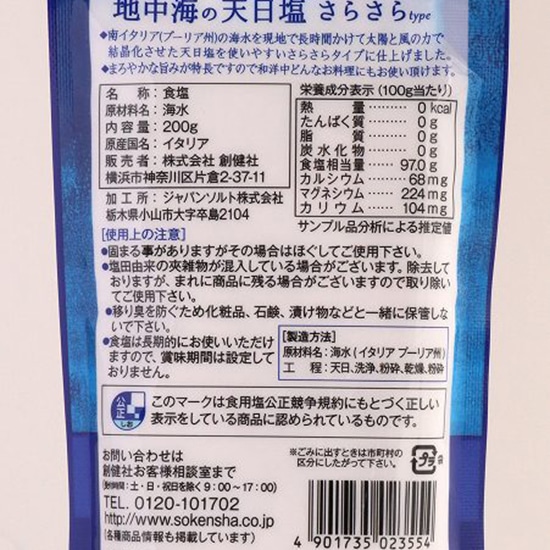 地中海の天日塩 さらさらtype
●南イタリア(プーリア州)の海水を現地で長時間かけて太陽と風の力で
結晶化させた天日塩を使いやすいさらさらタイプに仕上げました。
●まろやかな旨みが特長ですので和洋中どんなお料理にもお使い頂けます。
名 称：食塩
原材料名：海水
内容量：200g
原産国名：イタリア
販売者：株式会社 創健社
横浜市神奈川区片倉2-37-11
加工所：ジャパンソルト株式会社
栃木県小山市大字卒島2104
栄養成分表示（100g当たり）
熱量 0 kcal
たんぱく質 0 g
脂質 0 g
炭水化物 0 g
食塩相当量 97.0 g
カルシウム 68 mg
マグネシウム 224 mg
カリウム 104 mg
サンプル品分析による推定値
[使用上の注意]
●固まる事がありますがその場合はほぐしてご使用下さい。
●塩田由来の夾雑物が混入している場合がございます。除去して
おりますが、まれに商品に残る場合がありますので取り除い
てご使用下さい。
●移り臭を防ぐため化粧品、石鹸、漬け物などと一緒に保管しな
いで下さい。
●食塩は長期的にお使いいただけ
ますので、賞味期間は設定して
おりません。
[製造方法]
原材料名：海水(イタリア プーリア州)
工 程：天日、洗浄、粉砕、乾燥、粉砕
公正
しお
このマークは食用塩公正競争規約にもとづく正しい
表示をしている商品に認められているものです。
お問い合わせは
創健社お客様相談室まで
(受付時間：土・日・祝日を除く9：00～17：00)
TEL. 0120-101702
www.sokensha.co.jp
(各種商品情報も掲載しています)
※ごみに出すときは市町村の
区分にしたがって下さい。
プラ
袋
4 901735 023554